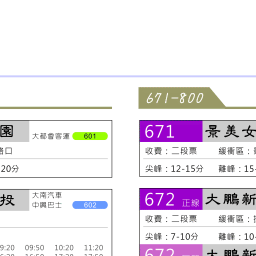 671-800
園
大都會客運 601
路口
20分
投
大南汽車
中興巴士 602
9:20 09:50 10:20 11:20
671 景美女
收費：二段票 緩衝區：
尖峰：12-15分 離峰：15-
672 正線 大鵬新
收費：二段票 緩衝區：
尖峰：7-10分 離峰：10-
672 大鵬新